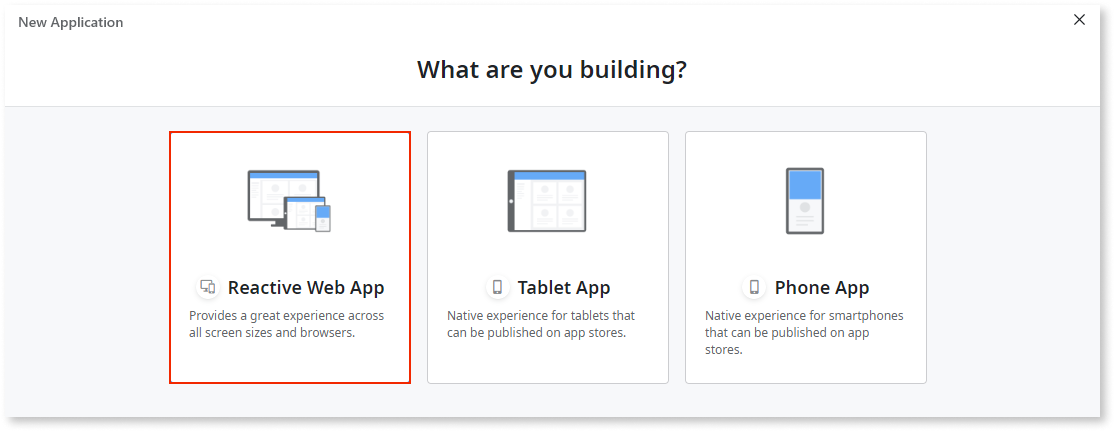 New Application
What are you building?
Reactive Web App
Provides a great experience across
all screen sizes and browsers.
Tablet App
Native experience for tablets that
can be published on app stores.
Phone App
Native experience for smartphones
that can be published on app
stores.